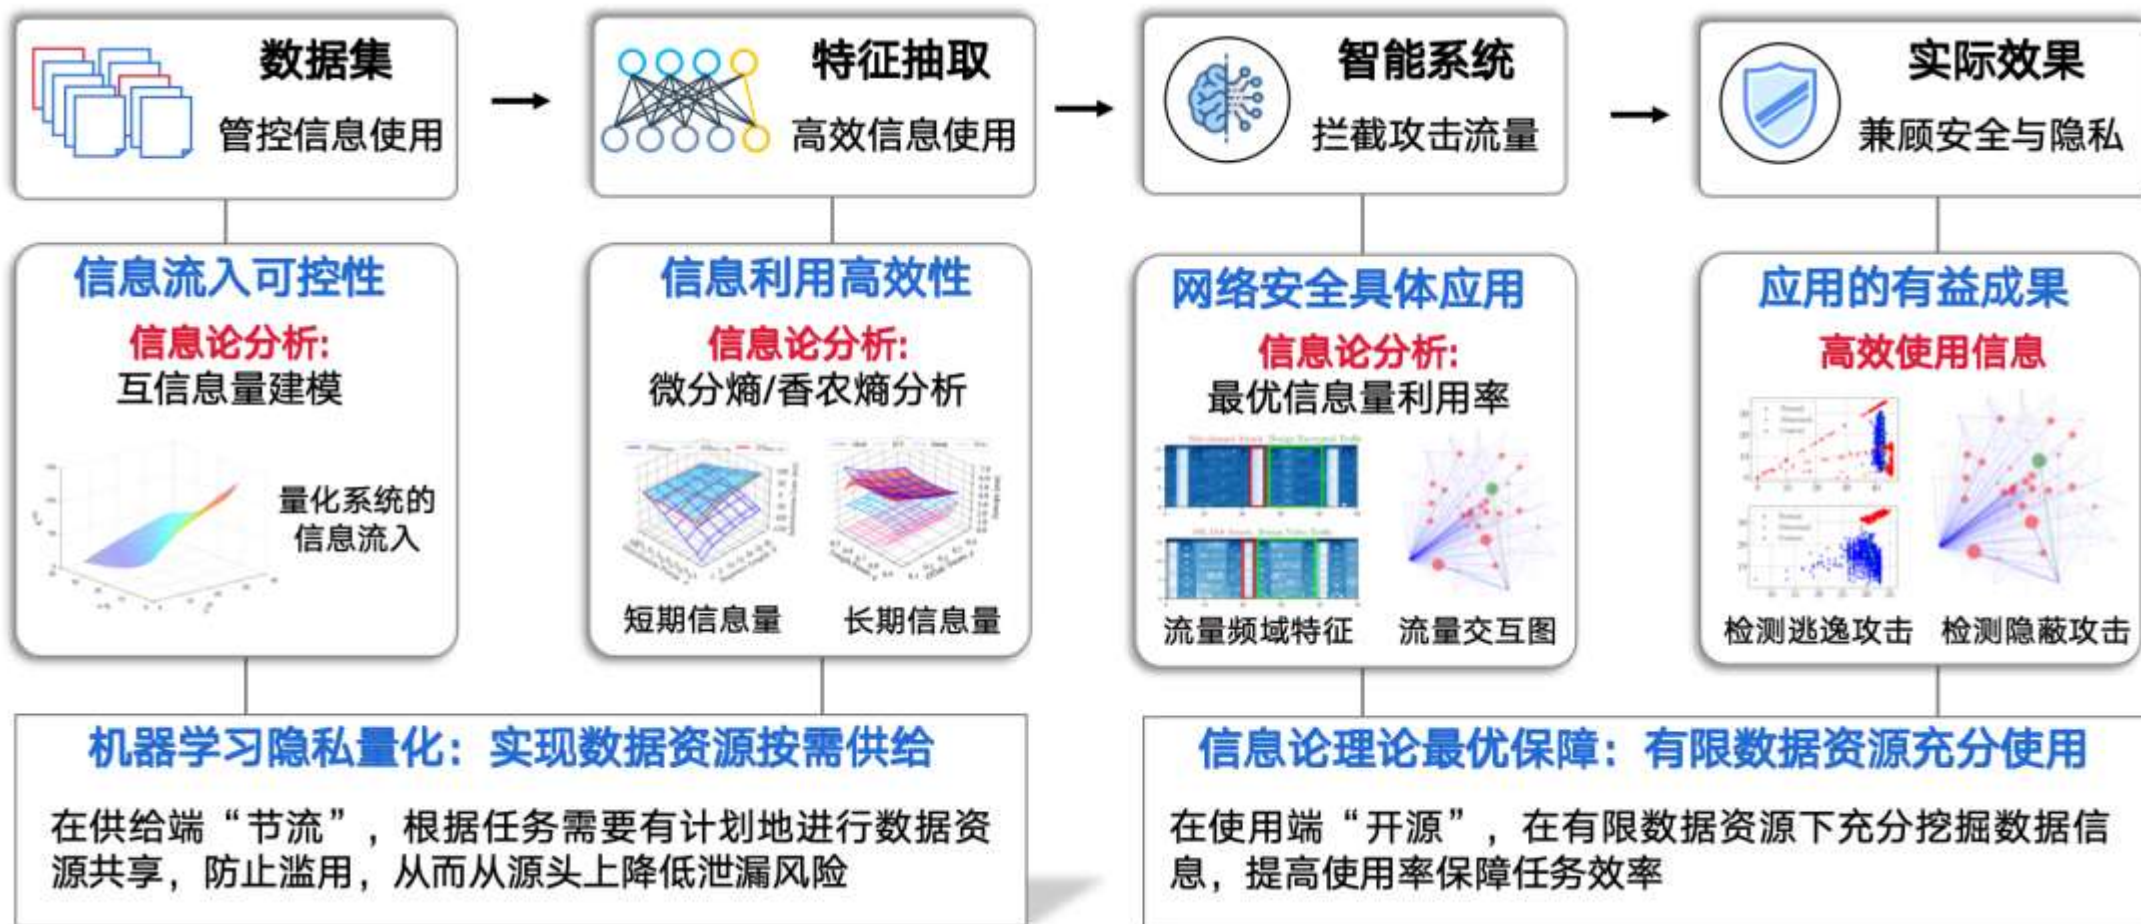 数据集
管控信息使用
特征抽取
高效信息使用
智能系统
拦截攻击流量
实际效果
兼顾安全与隐私
信息流入可控性
信息论分析:
互信息量建模
量化系统的
信息流入
信息利用高效性
信息论分析:
微分熵/香农熵分析
短期信息量
长期信息量
网络安全具体应用
信息论分析:
最优信息量利用率
流量频域特征
流量交互图
应用的有益成果
高效使用信息
检测逃逸攻击
检测隐蔽攻击
机器学习隐私量化：实现数据资源按需供给
在供给端“节流”，根据任务需要有计划地进行数据资
源共享，防止滥用，从而从源头上降低泄漏风险
信息论理论最优保障：有限数据资源充分使用
在使用端“开源”，在有限数据资源下充分挖掘数据信
息，提高使用率保障任务效率